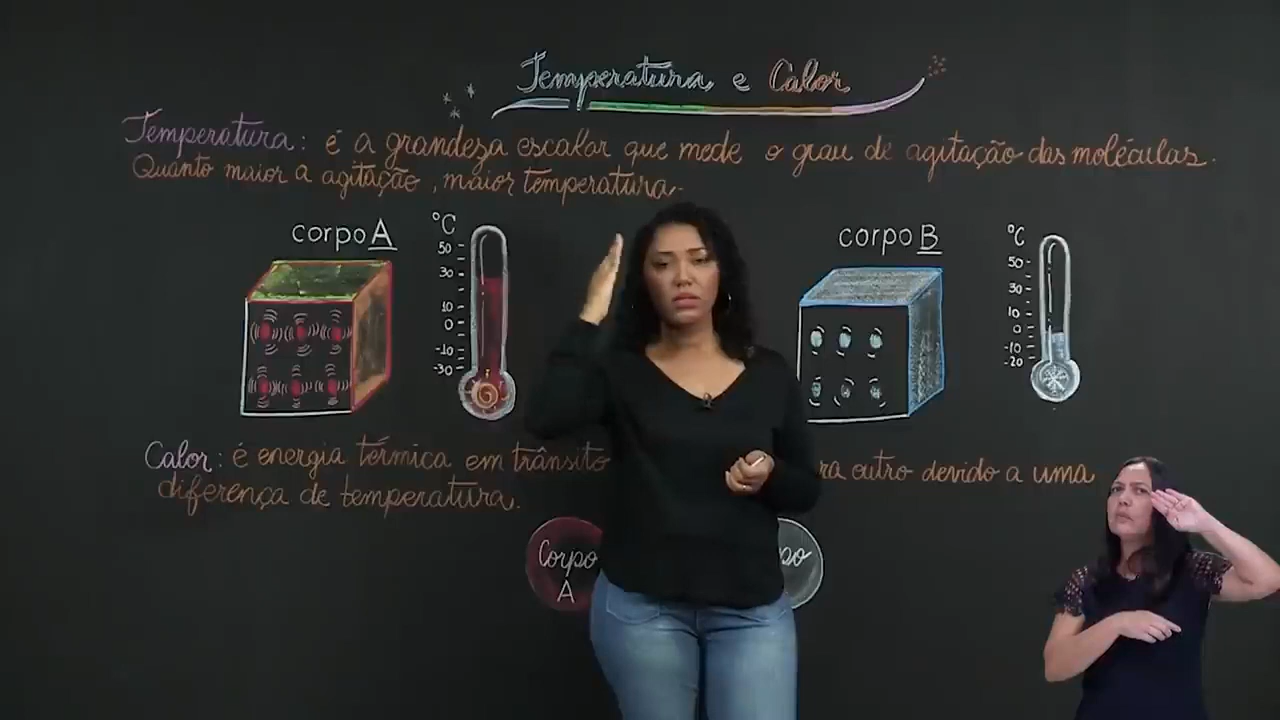 Temperatura e Calor
Temperatura: é a grandeza escalar que mede o grau de agitação das moléculas.
Quanto maior a agitação, maior temperatura.
corpo A
°C
50
30
10
0
-10
-30
corpo B
°C
50
30
10
0
-10
-20
Calor: é energia térmica em trânsito ra outro devido a uma
diferença de temperatura.
Corpo
A
po